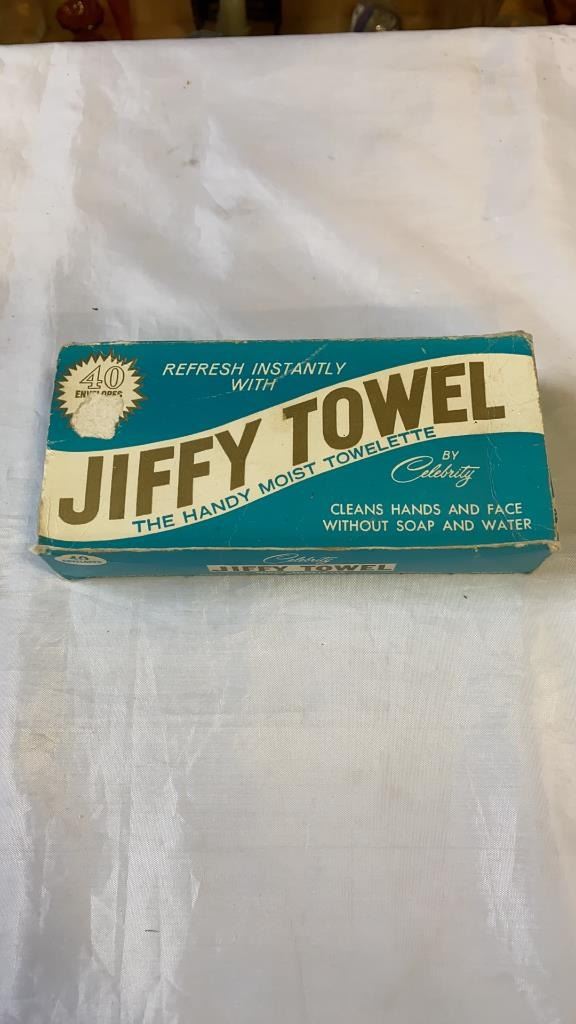 40
ENVELOPES
REFRESH INSTANTLY
WITH
JIFFY TOWEL
THE HANDY MOIST TOWELETTE
BY
Celebrity
CLEANS HANDS AND FACE
WITHOUT SOAP AND WATER
40
ENVELOPES
Celebrity
JIFFY TOWEL